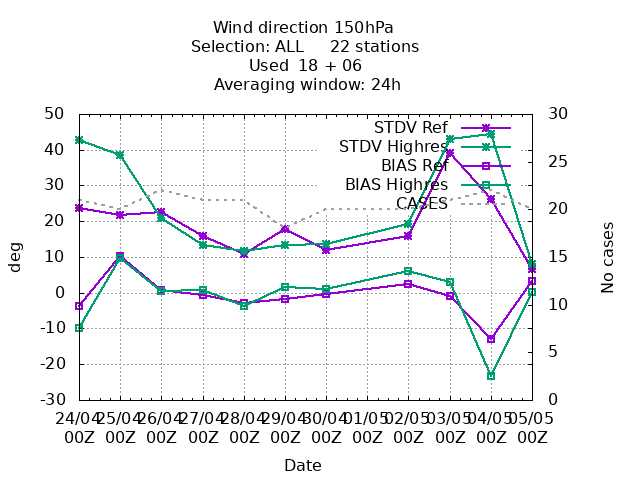 Wind direction 150hPa
Selection: ALL 22 stations
Used 18 + 06
Averaging window: 24h
STDV Ref
STDV Highres
BIAS Ref
BIAS Highres
CASES
50
40
30
20
10
0
-10
-20
-30
deg
30
25
20
15
10
5
0
No cases
24/04 25/04 26/04 27/04 28/04 29/04 30/04 01/05 02/05 03/05 04/05 05/05
00Z 00Z 00Z 00Z 00Z 00Z 00Z 00Z 00Z 00Z 00Z 00Z
Date